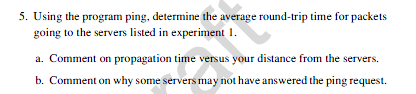 5. Using the program ping, determine the average round-trip time for packets
going to the servers listed in experiment 1.
a. Comment on propagation time versus your distance from the servers.
b. Comment on why some servers may not have answered the ping request.
raft